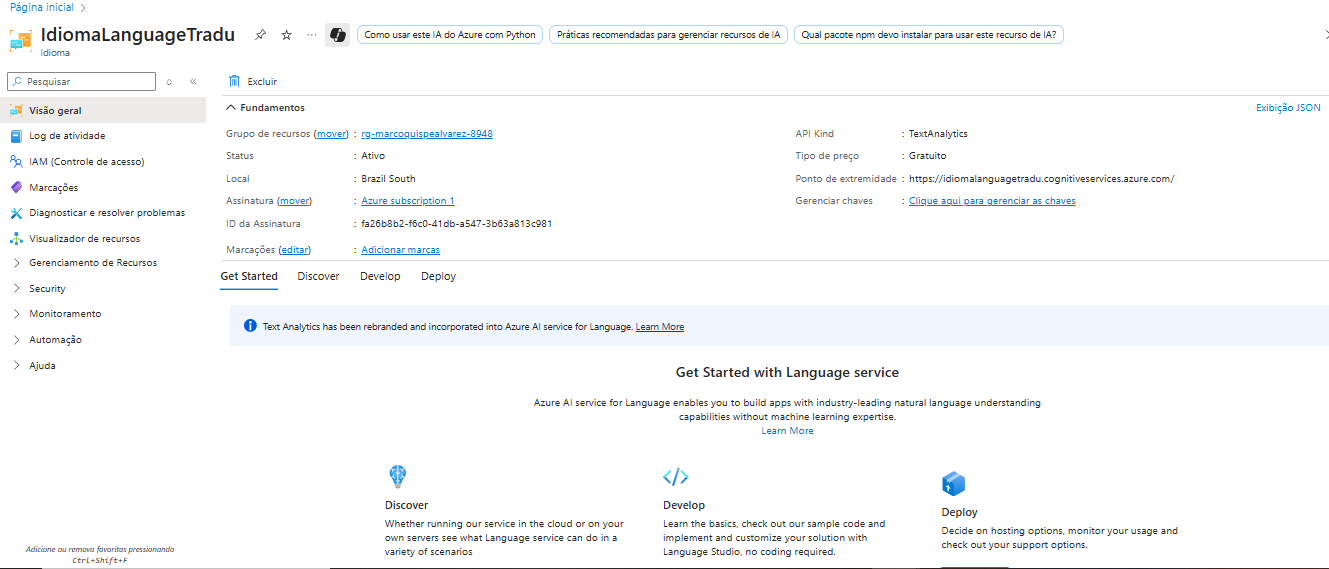 Página inicial
IdiomaLanguageTradu
Idioma
Como usar este IA do Azure com Python
Práticas recomendadas para gerenciar recursos de IA
Qual pacote npm devo instalar para usar este recurso de IA?
Pesquisar
Excluir
Visão geral
Log de atividade
IAM (Controle de acesso)
Marcações
Diagnosticar e resolver problemas
Visualizador de recursos
Gerenciamento de Recursos
Security
Monitoramento
Automação
Ajuda
Adicione ou remova favoritos pressionando
Ctrl+Shift+F
Fundamentos
Exibição JSON
Grupo de recursos (mover) : rg-marcoquispealvarez-8948
Status : Ativo
Local : Brazil South
Assinatura (mover) : Azure subscription 1
ID da Assinatura : fa26b8b2-f6c0-41db-a547-3b63a813c981
Marcações (editar) : Adicionar marcas
API Kind : TextAnalytics
Tipo de preço : Gratuito
Ponto de extremidade : https://idiomalanguagetradu.cognitiveservices.azure.com/
Gerenciar chaves : Clique aqui para gerenciar as chaves
Get Started Discover Develop Deploy
Text Analytics has been rebranded and incorporated into Azure AI service for Language. Learn More
Get Started with Language service
Azure AI service for Language enables you to build apps with industry-leading natural language understanding
capabilities without machine learning expertise.
Learn More
Discover
Whether running our service in the cloud or on your
own servers see what Language service can do in a
variety of scenarios
Develop
Learn the basics, check out our sample code and
implement and customize your solution with
Language Studio, no coding required.
Deploy
Decide on hosting options, monitor your usage and
check out your support options.